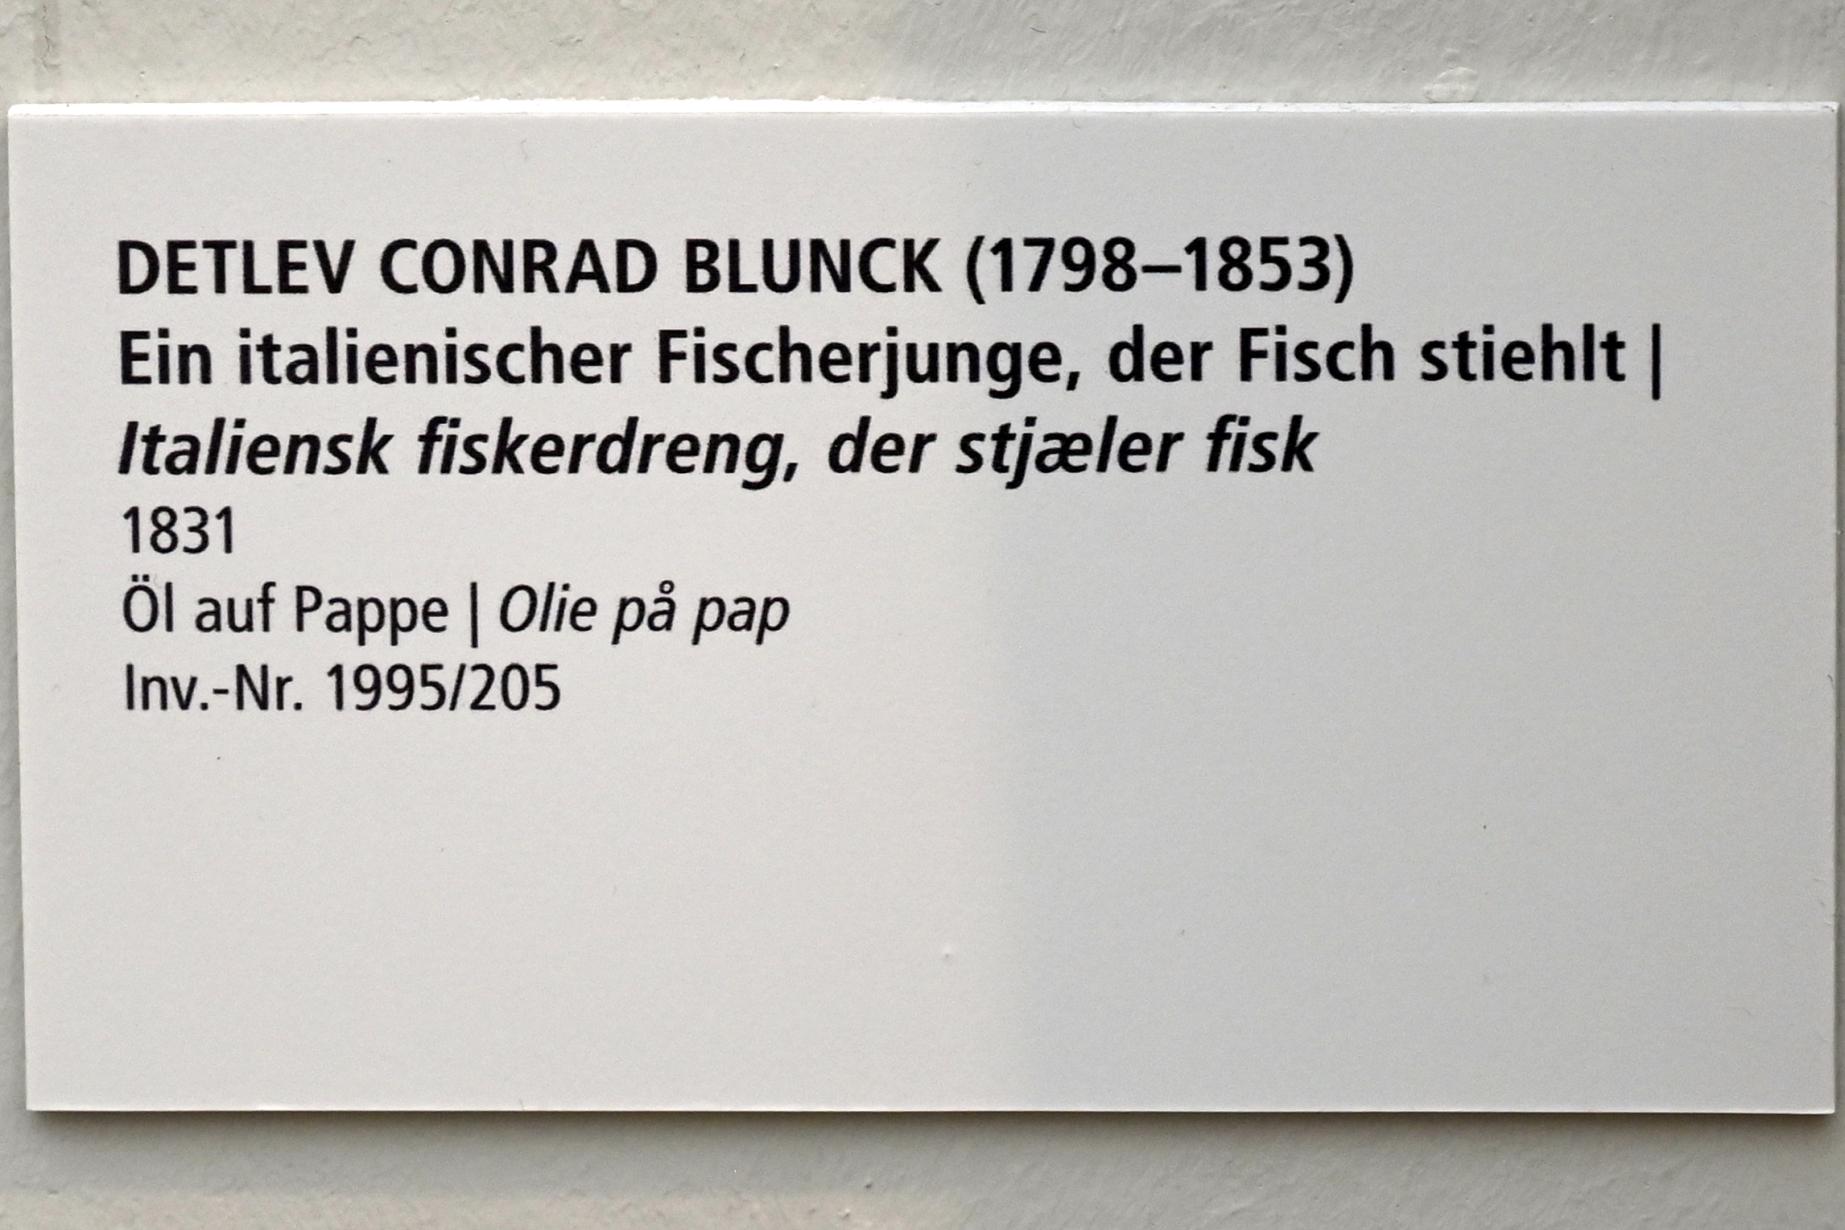 DETLEV CONRAD BLUNCK (1798–1853)
Ein italienischer Fischerjunge, der Fisch stiehlt |
Italiensk fiskerdreng, der stjæler fisk
1831
Öl auf Pappe | Olie på pap
Inv.-Nr. 1995/205